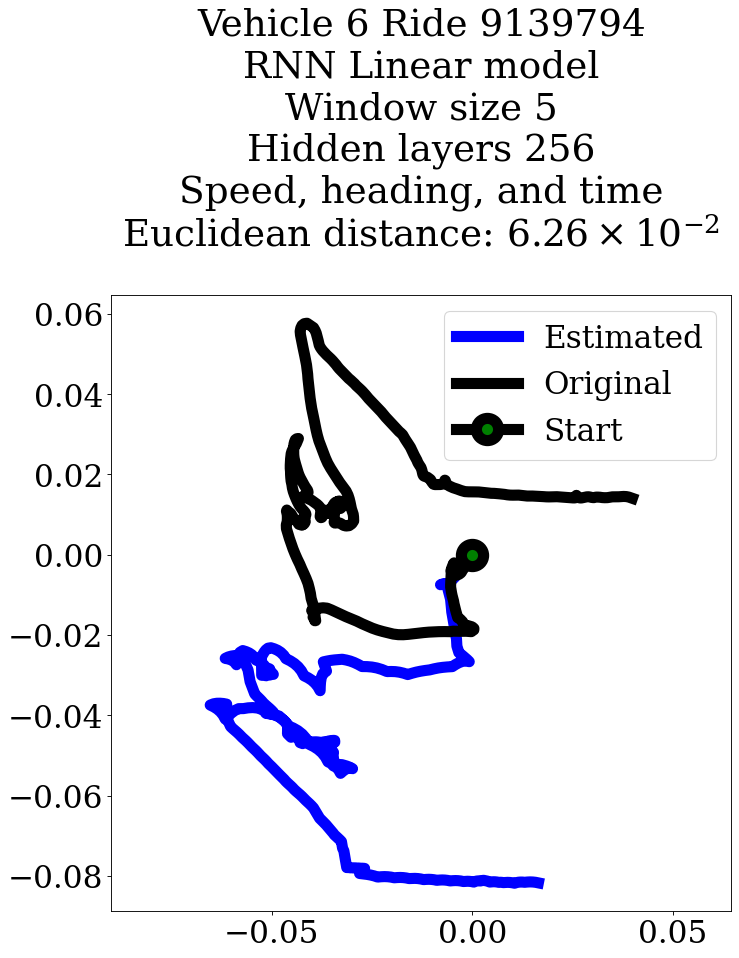 Vehicle 6 Ride 9139794
RNN Linear model
Window size 5
Hidden layers 256
Speed, heading, and time
Euclidean distance: 6.26 × 10⁻²
Estimated
Original
Start
0.06
0.04
0.02
0.00
−0.02
−0.04
−0.06
−0.08
−0.05
0.00
0.05